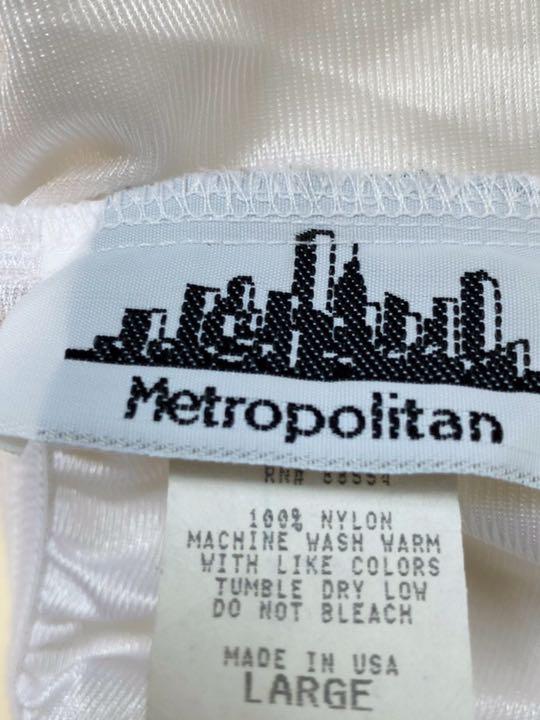 Metropolitan
RN#
100% NYLON
MACHINE WASH WARM
WITH LIKE COLORS
TUMBLE DRY LOW
DO NOT BLEACH
MADE IN USA
LARGE